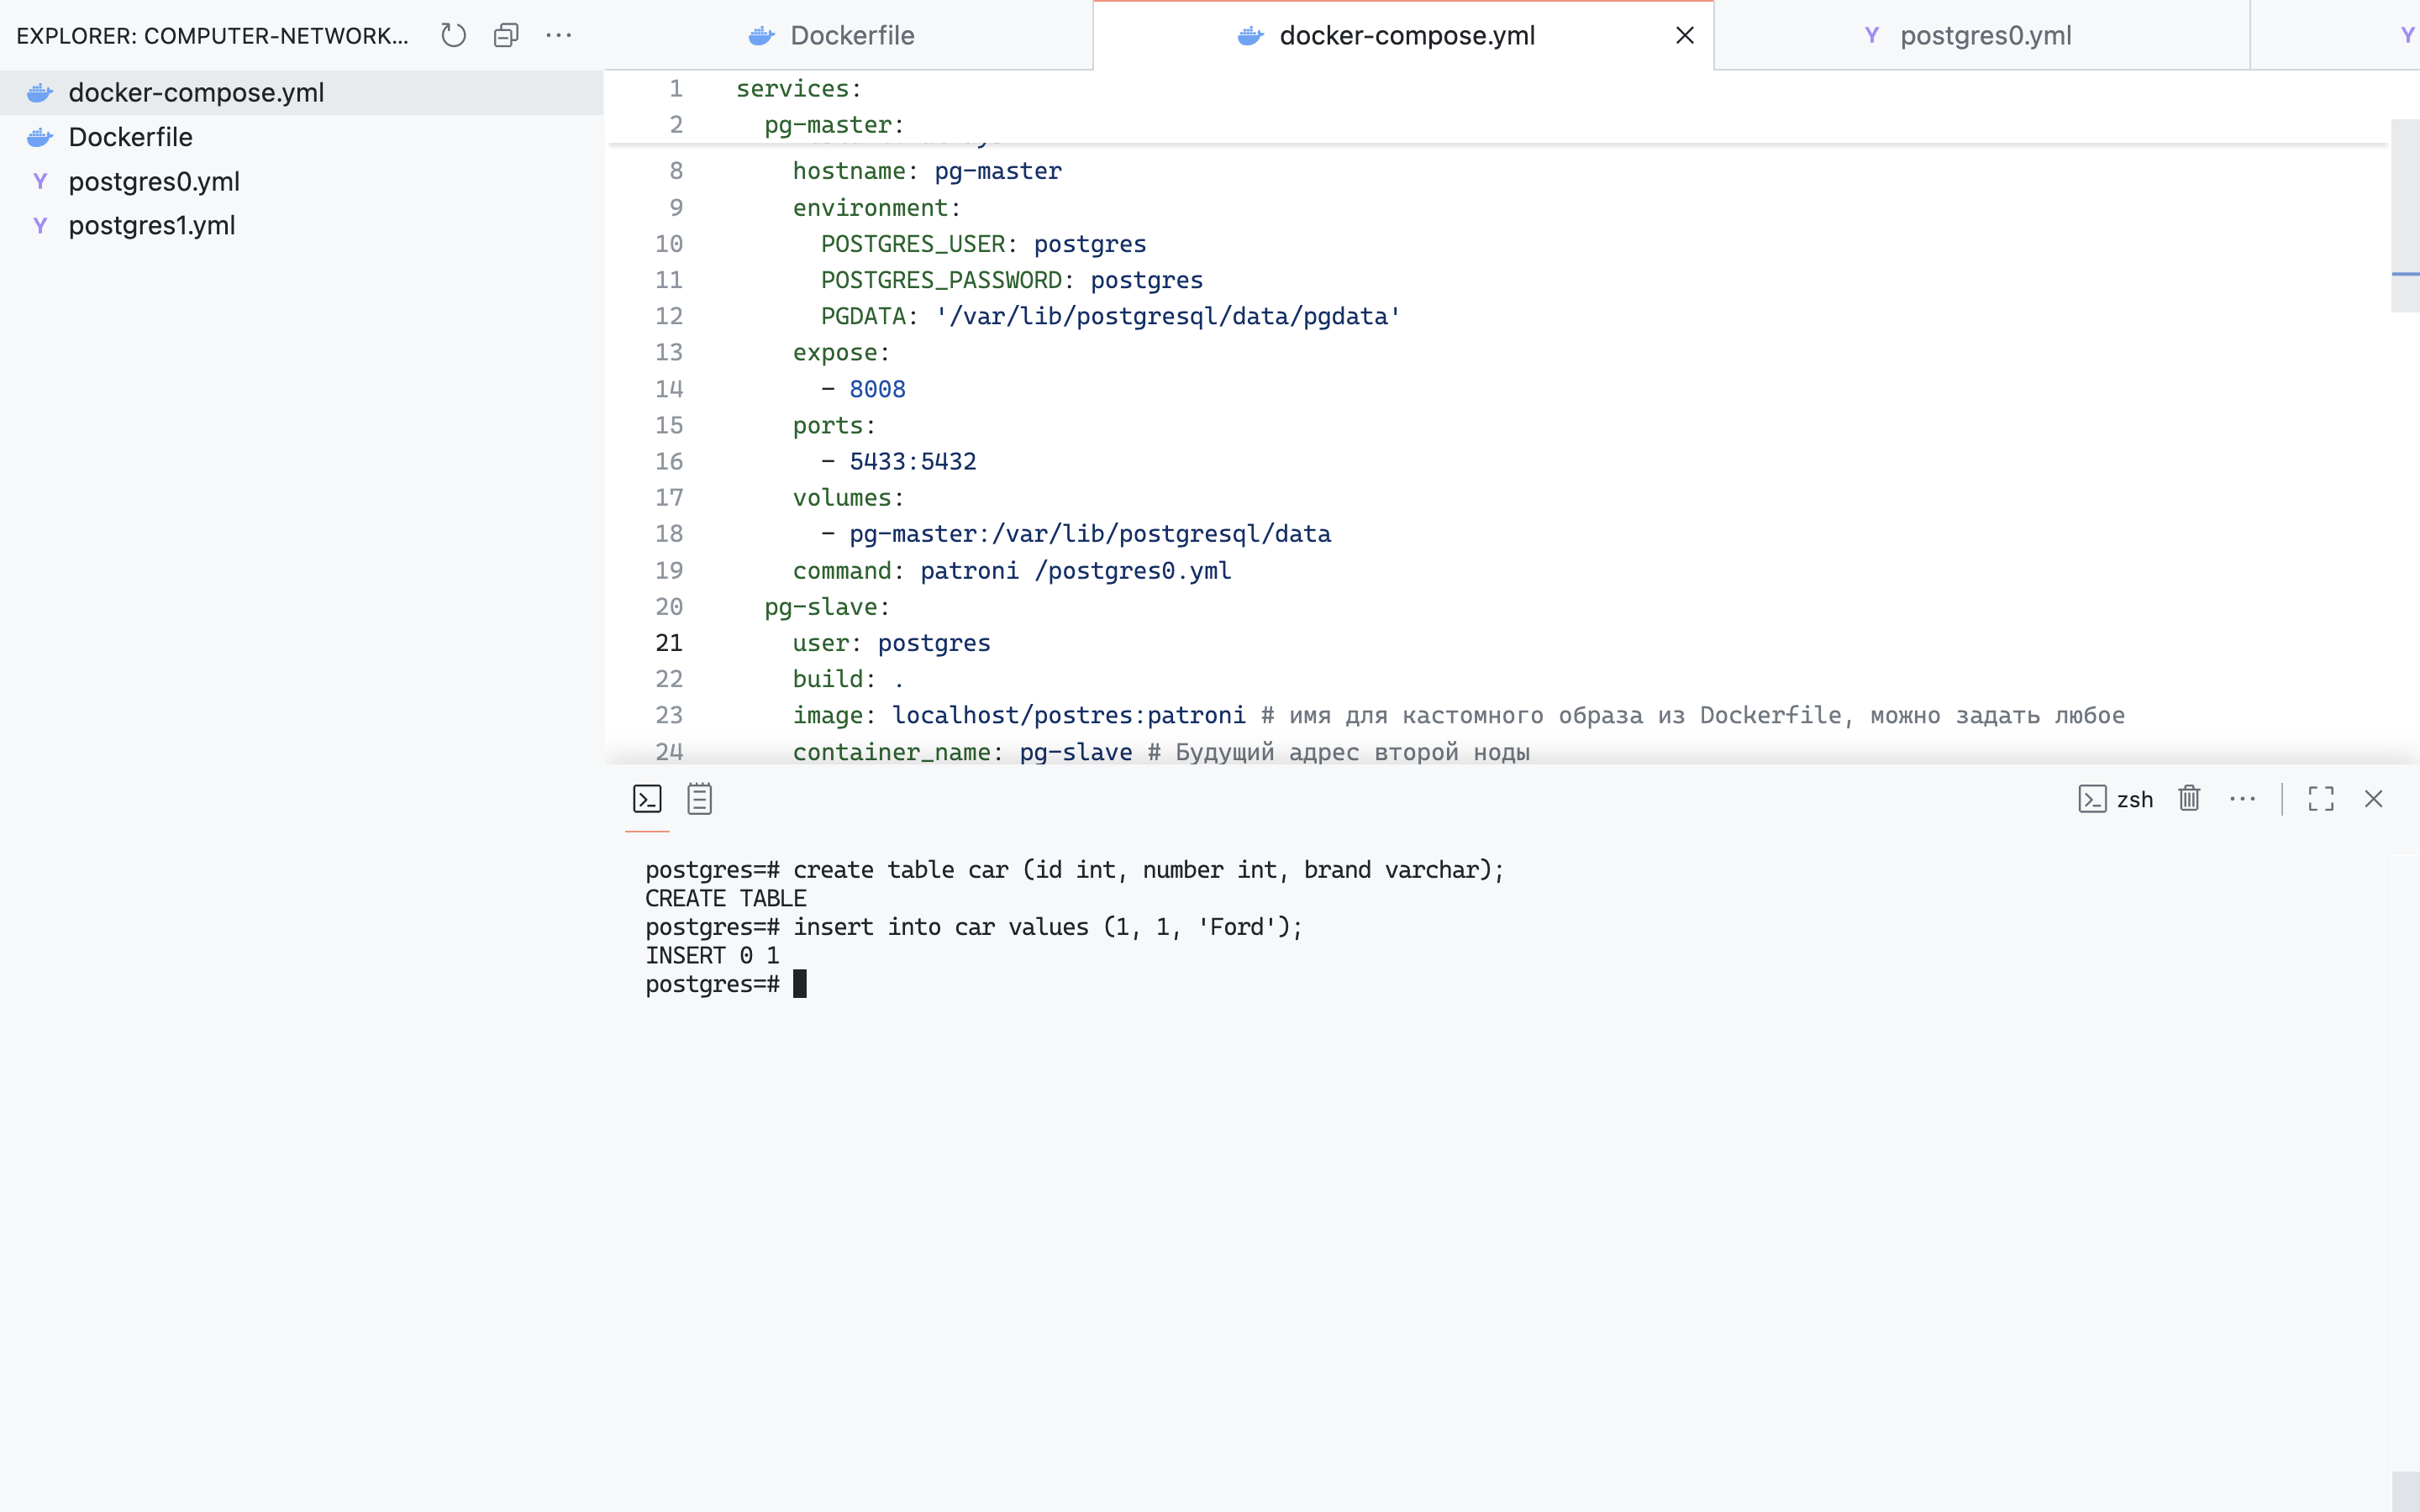 EXPLORER: COMPUTER-NETWORK...
docker-compose.yml
Dockerfile
postgres0.yml
postgres1.yml
Dockerfile
docker-compose.yml
postgres0.yml
1 services:
2 pg-master:
8 hostname: pg-master
9 environment:
10 POSTGRES_USER: postgres
11 POSTGRES_PASSWORD: postgres
12 PGDATA: '/var/lib/postgresql/data/pgdata'
13 expose:
14 - 8008
15 ports:
16 - 5433:5432
17 volumes:
18 - pg-master:/var/lib/postgresql/data
19 command: patroni /postgres0.yml
20 pg-slave:
21 user: postgres
22 build: .
23 image: localhost/postres:patroni # имя для кастомного образа из Dockerfile, можно задать любое
24 container_name: pg-slave # Будущий адрес второй ноды
zsh
postgres=# create table car (id int, number int, brand varchar);
CREATE TABLE
postgres=# insert into car values (1, 1, 'Ford');
INSERT 0 1
postgres=#